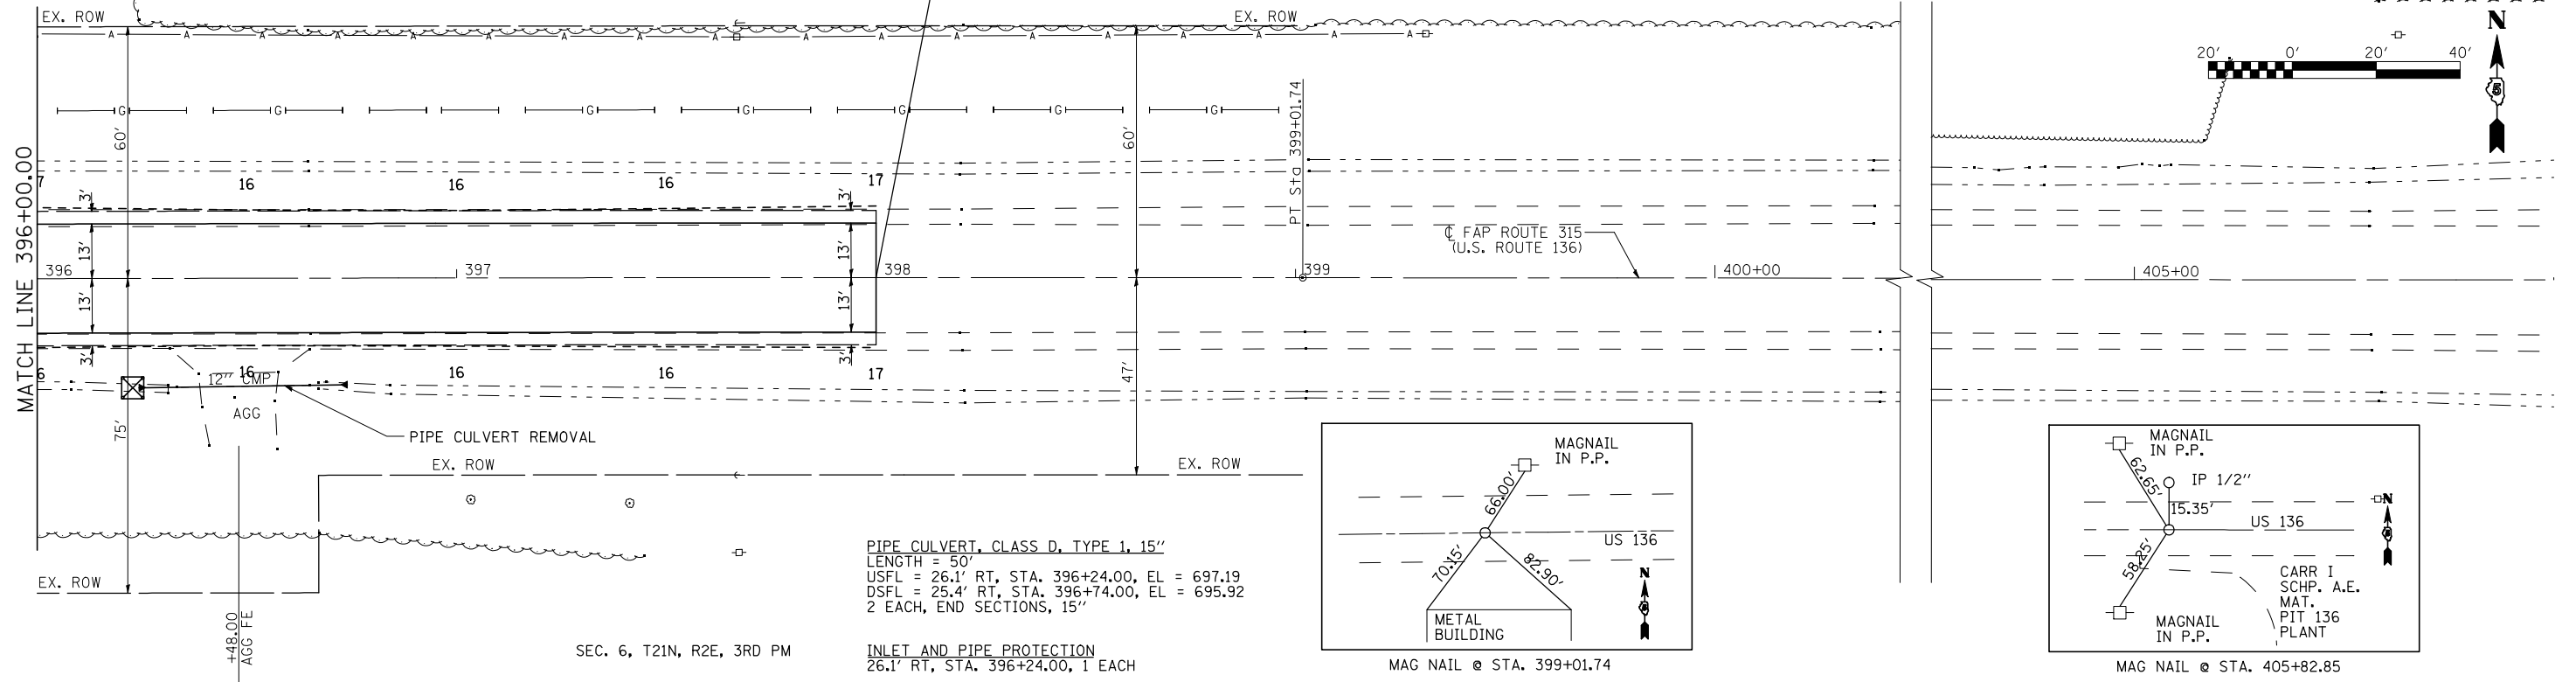 EX. ROW
EX. ROW
A A A A A A A A A A A A A A A A A A
N
20' 0' 20' 40'
5
G G G G G G G G
60'
60'
PT Sta 399+01.74
MATCH LINE 396+00.00
7 16 16 16 17
3' 3'
13' 13'
℄ FAP ROUTE 315
(U.S. ROUTE 136)
396 397 398 399 400+00 405+00
13' 13'
3' 3'
6 16 16 16 17
12" CMP
AGG
47'
75'
PIPE CULVERT REMOVAL
EX. ROW
EX. ROW
EX. ROW
+48.00
AGG FE
SEC. 6, T21N, R2E, 3RD PM
PIPE CULVERT, CLASS D, TYPE 1, 15"
LENGTH = 50'
USFL = 26.1' RT, STA. 396+24.00, EL = 697.19
DSFL = 25.4' RT, STA. 396+74.00, EL = 695.92
2 EACH, END SECTIONS, 15"
INLET AND PIPE PROTECTION
26.1' RT, STA. 396+24.00, 1 EACH
MAGNAIL
IN P.P.
66.00'
US 136
70.15'
82.90'
N
METAL
BUILDING
MAG NAIL @ STA. 399+01.74
MAGNAIL
IN P.P.
62.65'
IP 1/2"
15.35'
N
US 136
58.25'
CARR I
SCHP. A.E.
MAT.
PIT 136
PLANT
MAGNAIL
IN P.P.
MAG NAIL @ STA. 405+82.85